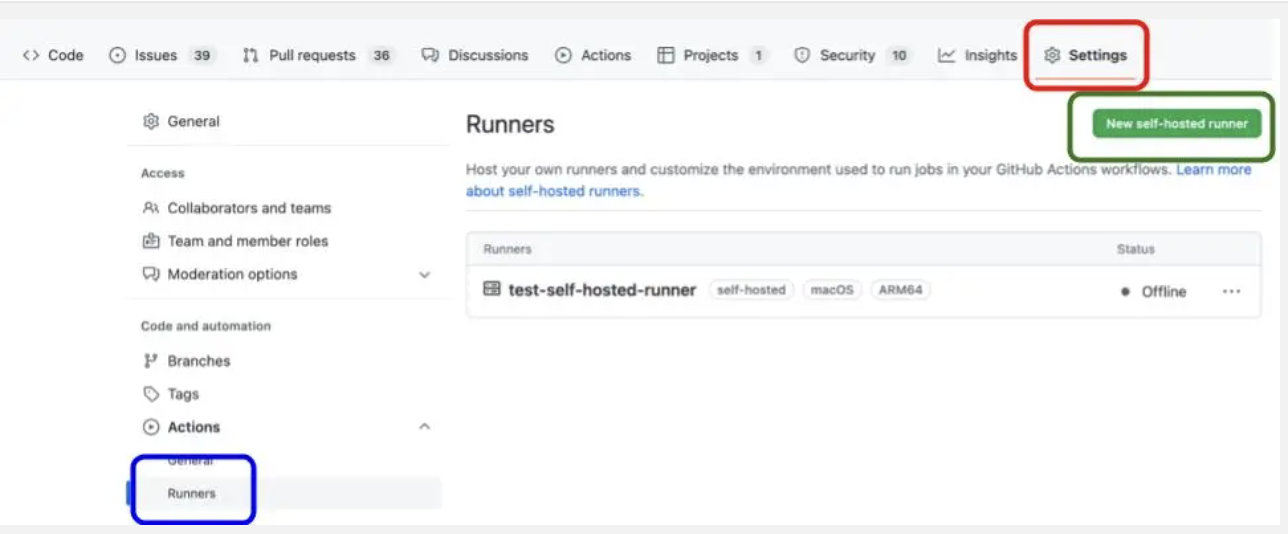 Code Issues 39 Pull requests 36 Discussions Actions Projects 1 Security 10 Insights Settings
General
Access
Collaborators and teams
Team and member roles
Moderation options
Code and automation
Branches
Tags
Actions
General
Runners
Runners
New self-hosted runner
Host your own runners and customize the environment used to run jobs in your GitHub Actions workflows. Learn more
about self-hosted runners.
Runners Status
test-self-hosted-runner self-hosted macOS ARM64 Offline ...